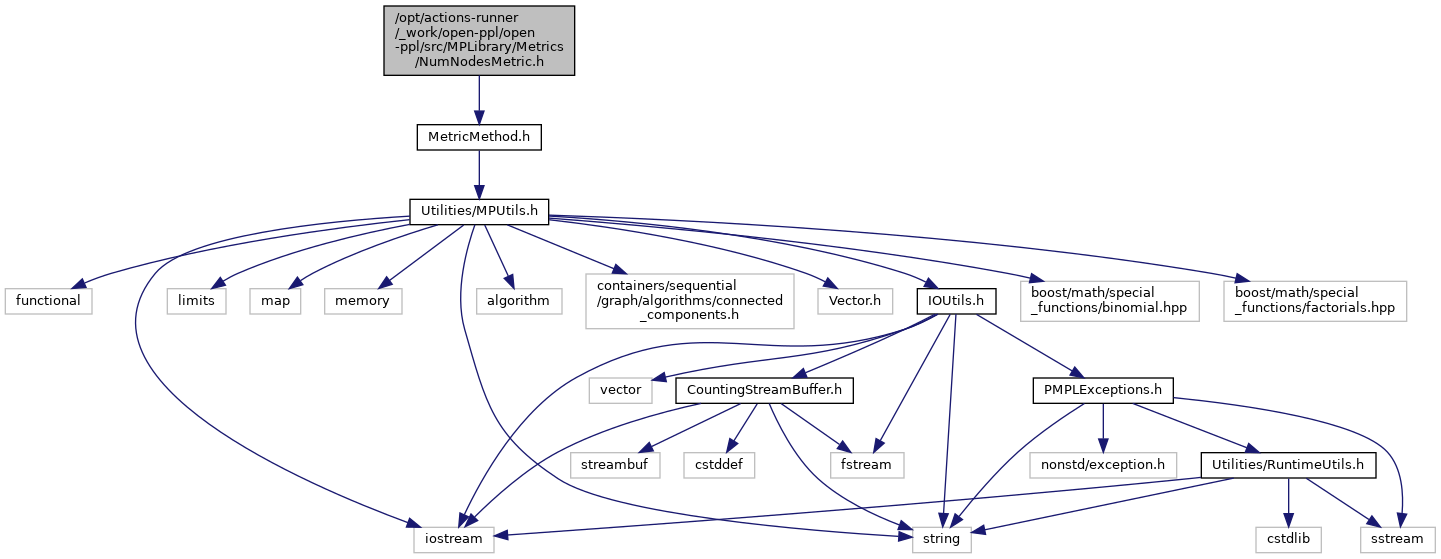 /opt/actions-runner
/_work/open-ppl/open
-ppl/src/MPLibrary/Metrics
/NumNodesMetric.h
MetricMethod.h
Utilities/MPUtils.h
functional
limits
map
memory
algorithm
containers/sequential
/graph/algorithms/connected
_components.h
Vector.h
IOUtils.h
boost/math/special
_functions/binomial.hpp
boost/math/special
_functions/factorials.hpp
vector
CountingStreamBuffer.h
PMPLExceptions.h
streambuf
cstddef
fstream
nonstd/exception.h
Utilities/RuntimeUtils.h
iostream
string
cstdlib
sstream